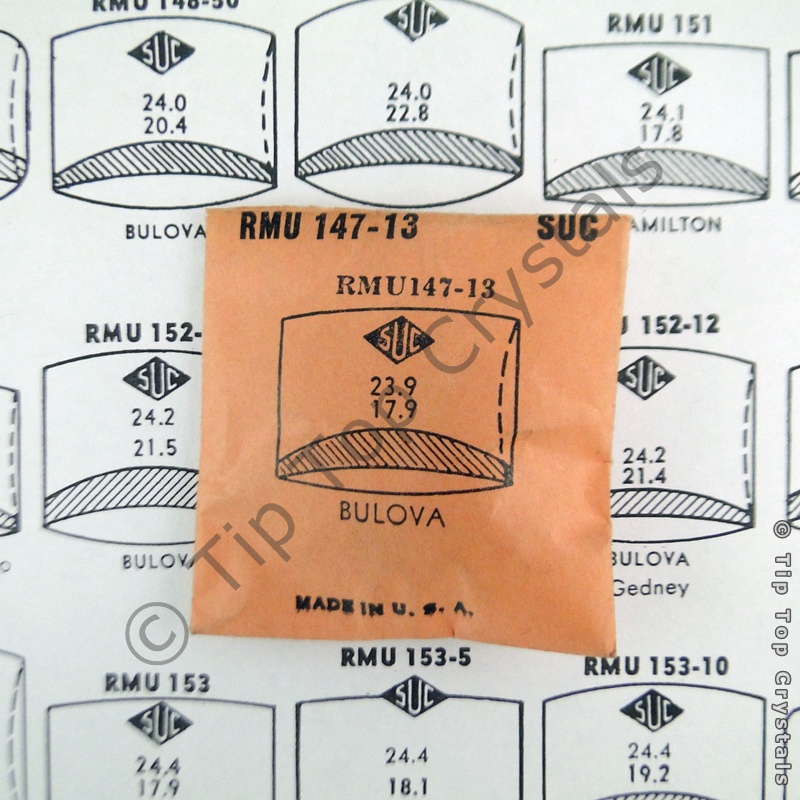 RMU 148-50
SUC
24.0
20.4
BULOVA
SUC
24.0
22.8
RMU 151
SUC
24.1
17.8
AMILTON
RMU 147-13 SUC
RMU147-13
SUC
23.9
17.9
BULOVA
MADE IN U. S. A.
RMU 152-
SUC
24.2
21.5
BULOVA
152-12
SUC
24.2
21.4
BULOVA
Gedney
RMU 153
SUC
24.4
17.9
RMU 153-5
SUC
24.4
18.1
RMU 153-10
SUC
24.4
19.2
© Tip Top Crystals
© Tip Top Crystals